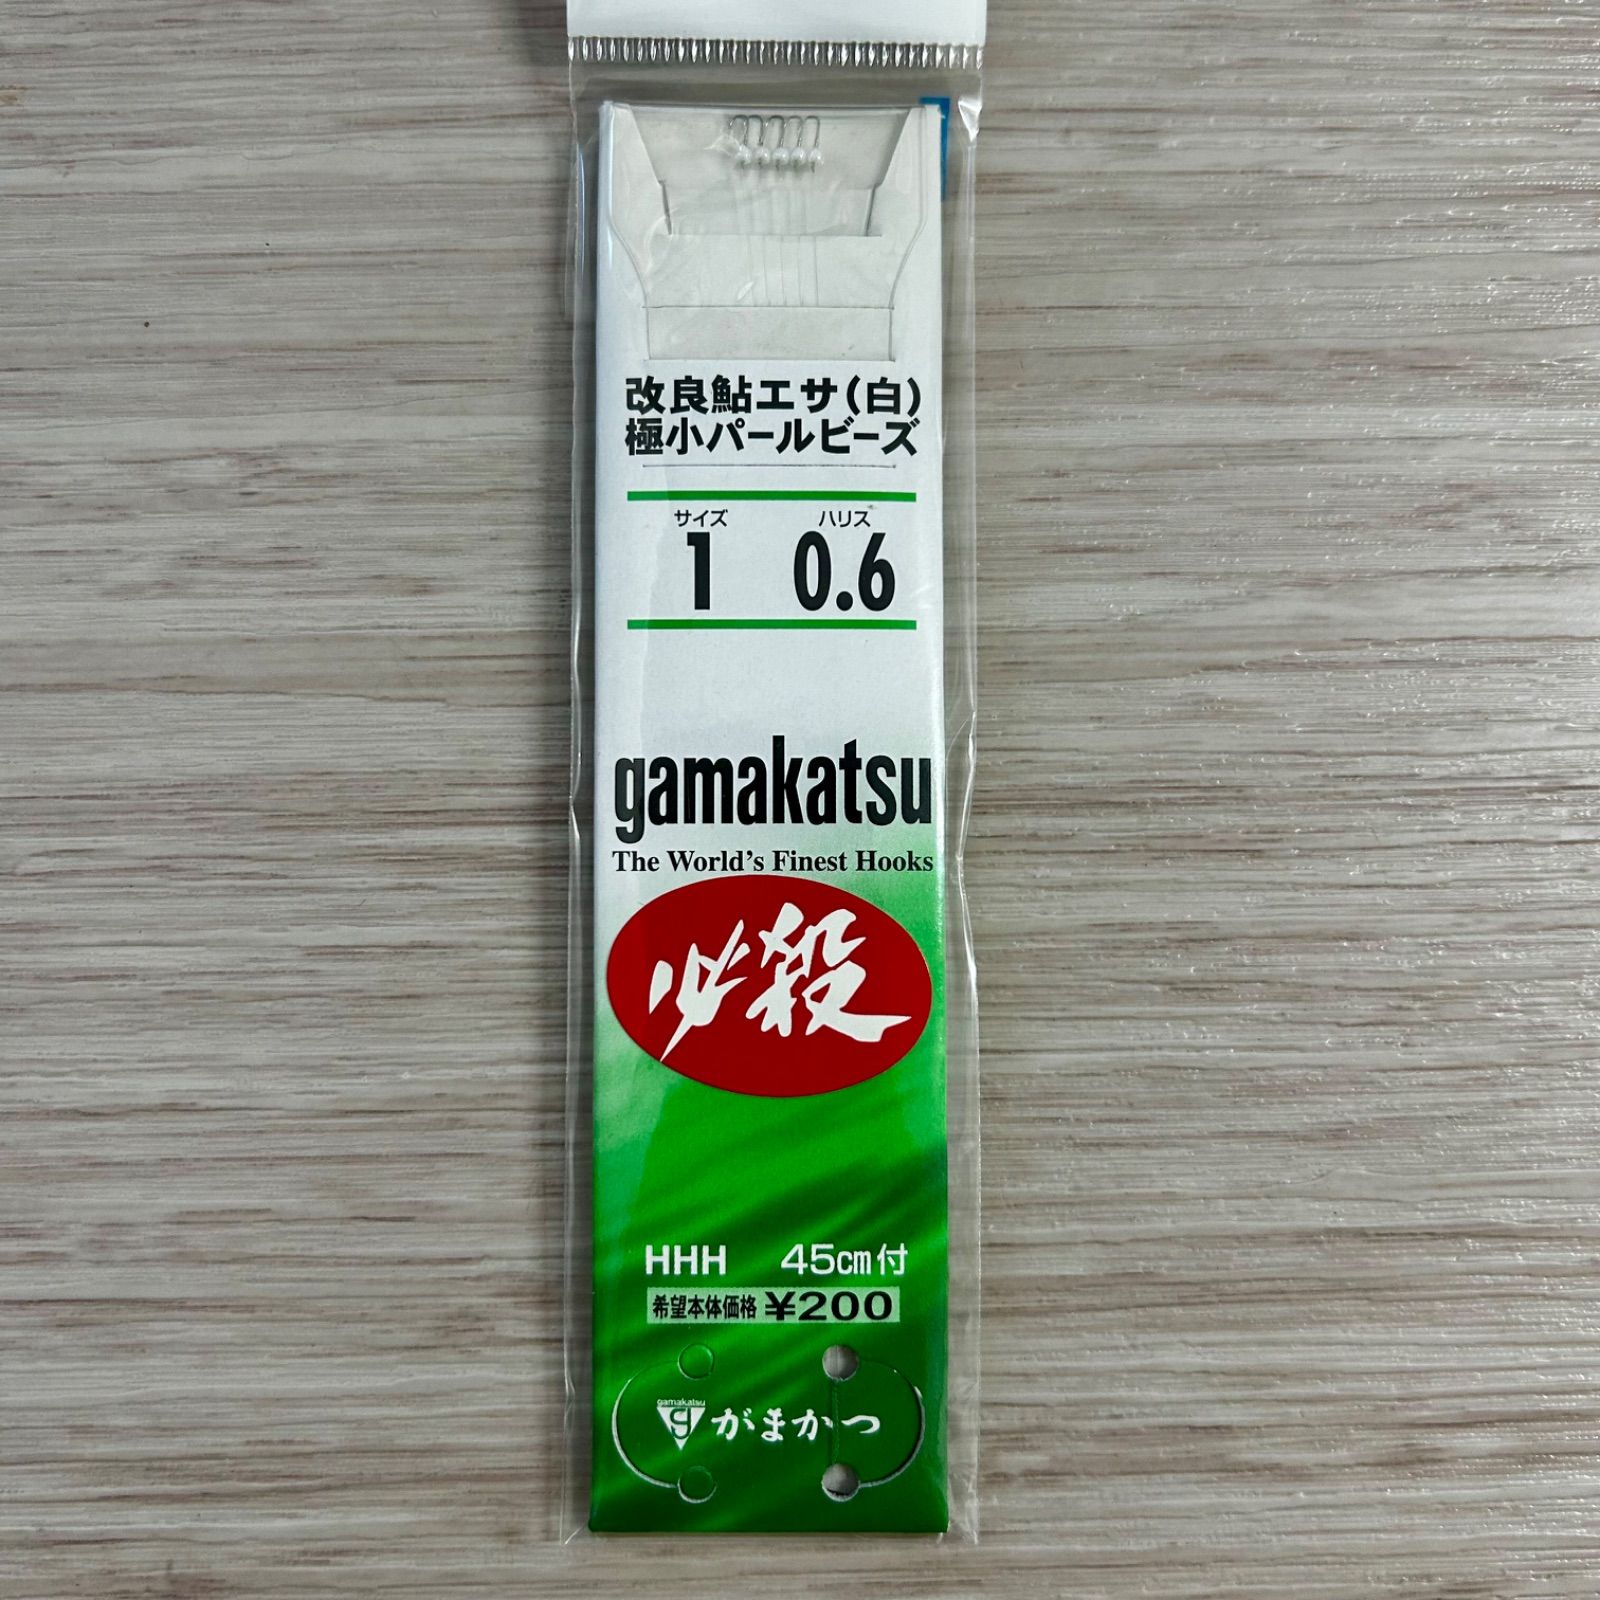 改良鮎エサ(白)
極小パールビーズ
サイズ ハリス
1 0.6
gamakatsu
The World's Finest Hooks
必殺
HHH 45cm付
希望本体価格 ¥200
gamakatsu
g がまかつ